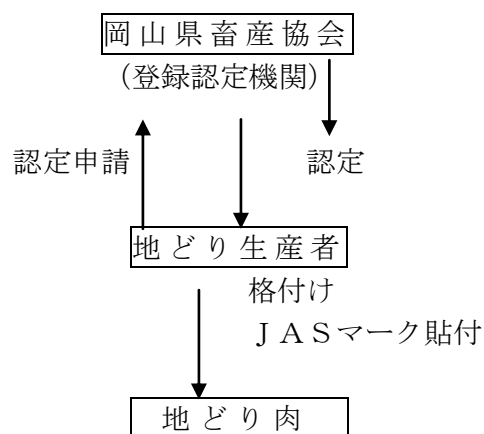 岡山県畜産協会
（登録認定機関）
認定申請
認定
地どり生産者
格付け
ＪＡＳマーク貼付
地どり肉